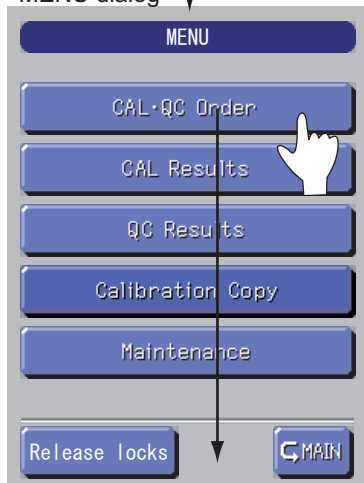 MENU dialog
MENU
CAL·QC Order
CAL Results
QC Results
Calibration Copy
Maintenance
Release locks
MAIN